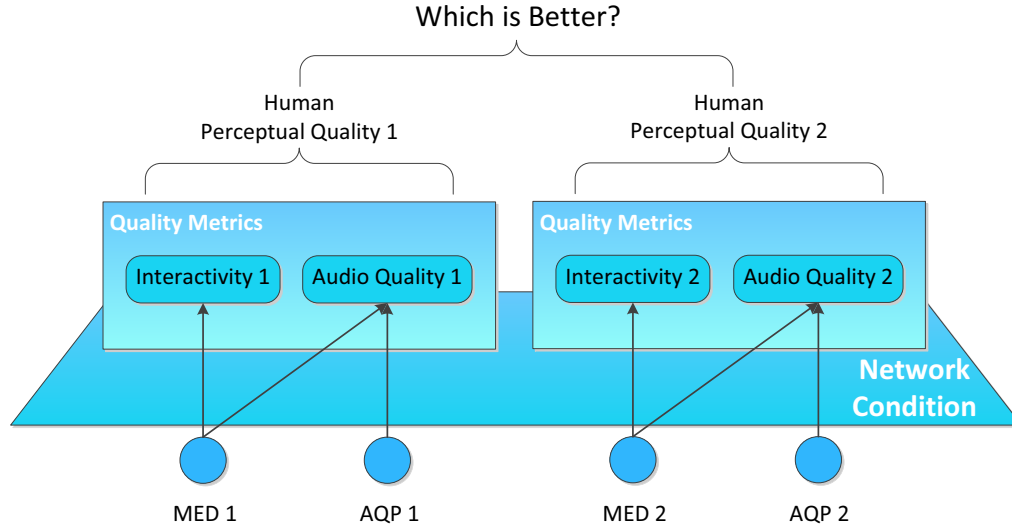 Which is Better?
Human
Perceptual Quality 1
Human
Perceptual Quality 2
Quality Metrics
Interactivity 1
Audio Quality 1
Quality Metrics
Interactivity 2
Audio Quality 2
Network
Condition
MED 1
AQP 1
MED 2
AQP 2